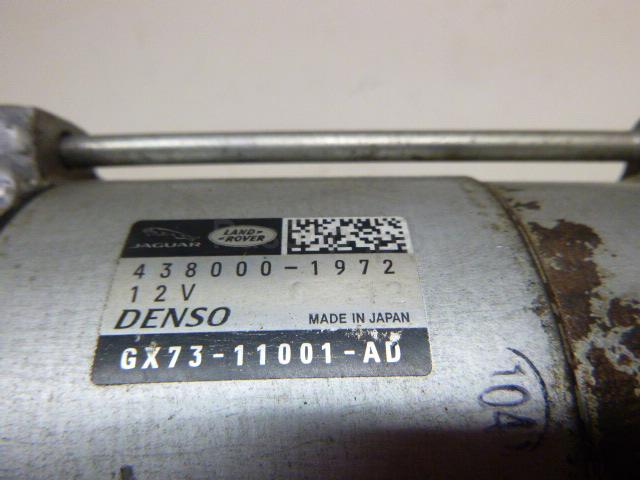 JAGUAR
LAND-
-ROVER
438000-1972
12V
DENSO
MADE IN JAPAN
GX73-11001-AD
104